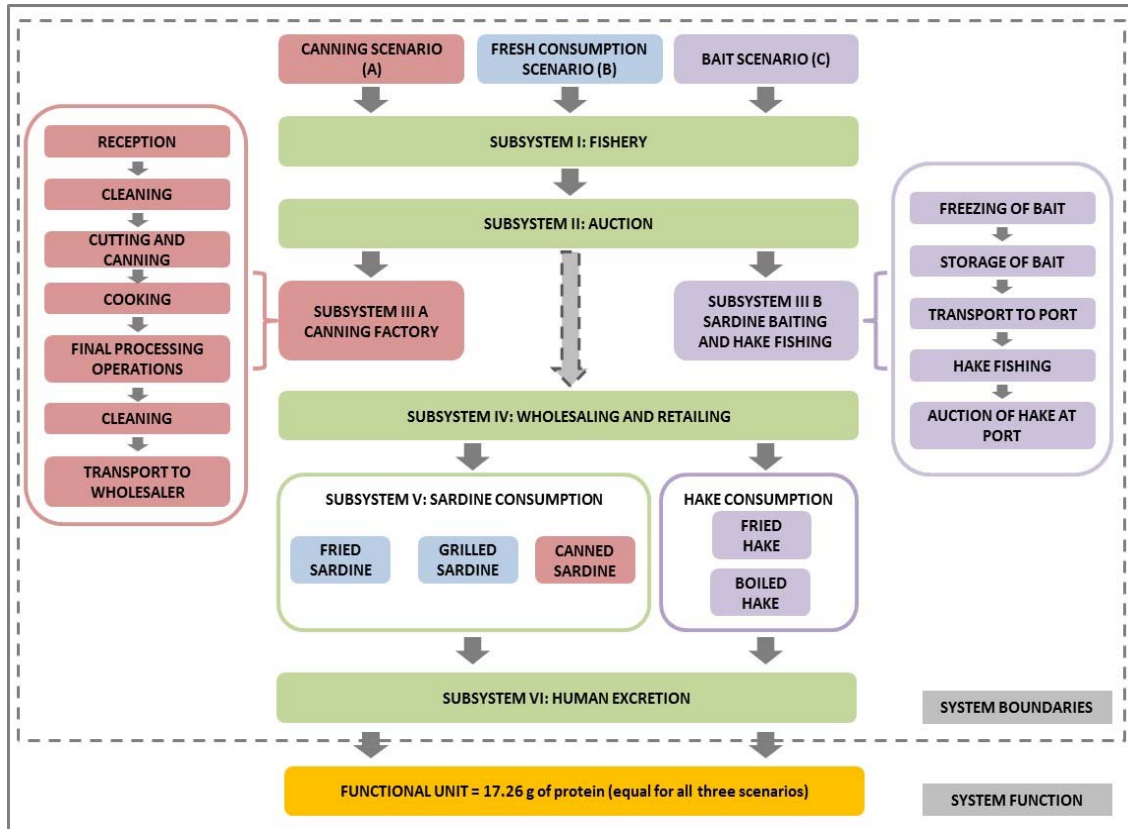 CANNING SCENARIO
(A)
FRESH CONSUMPTION
SCENARIO (B)
BAIT SCENARIO (C)
SUBSYSTEM I: FISHERY
SUBSYSTEM II: AUCTION
RECEPTION
CLEANING
CUTTING AND
CANNING
COOKING
FINAL PROCESSING
OPERATIONS
CLEANING
TRANSPORT TO
WHOLESALER
SUBSYSTEM III A
CANNING FACTORY
SUBSYSTEM III B
SARDINE BAITING
AND HAKE FISHING
FREEZING OF BAIT
STORAGE OF BAIT
TRANSPORT TO PORT
HAKE FISHING
AUCTION OF HAKE AT
PORT
SUBSYSTEM IV: WHOLESALING AND RETAILING
SUBSYSTEM V: SARDINE CONSUMPTION
FRIED
SARDINE
GRILLED
SARDINE
CANNED
SARDINE
HAKE CONSUMPTION
FRIED
HAKE
BOILED
HAKE
SUBSYSTEM VI: HUMAN EXCRETION
SYSTEM BOUNDARIES
FUNCTIONAL UNIT = 17.26 g of protein (equal for all three scenarios)
SYSTEM FUNCTION